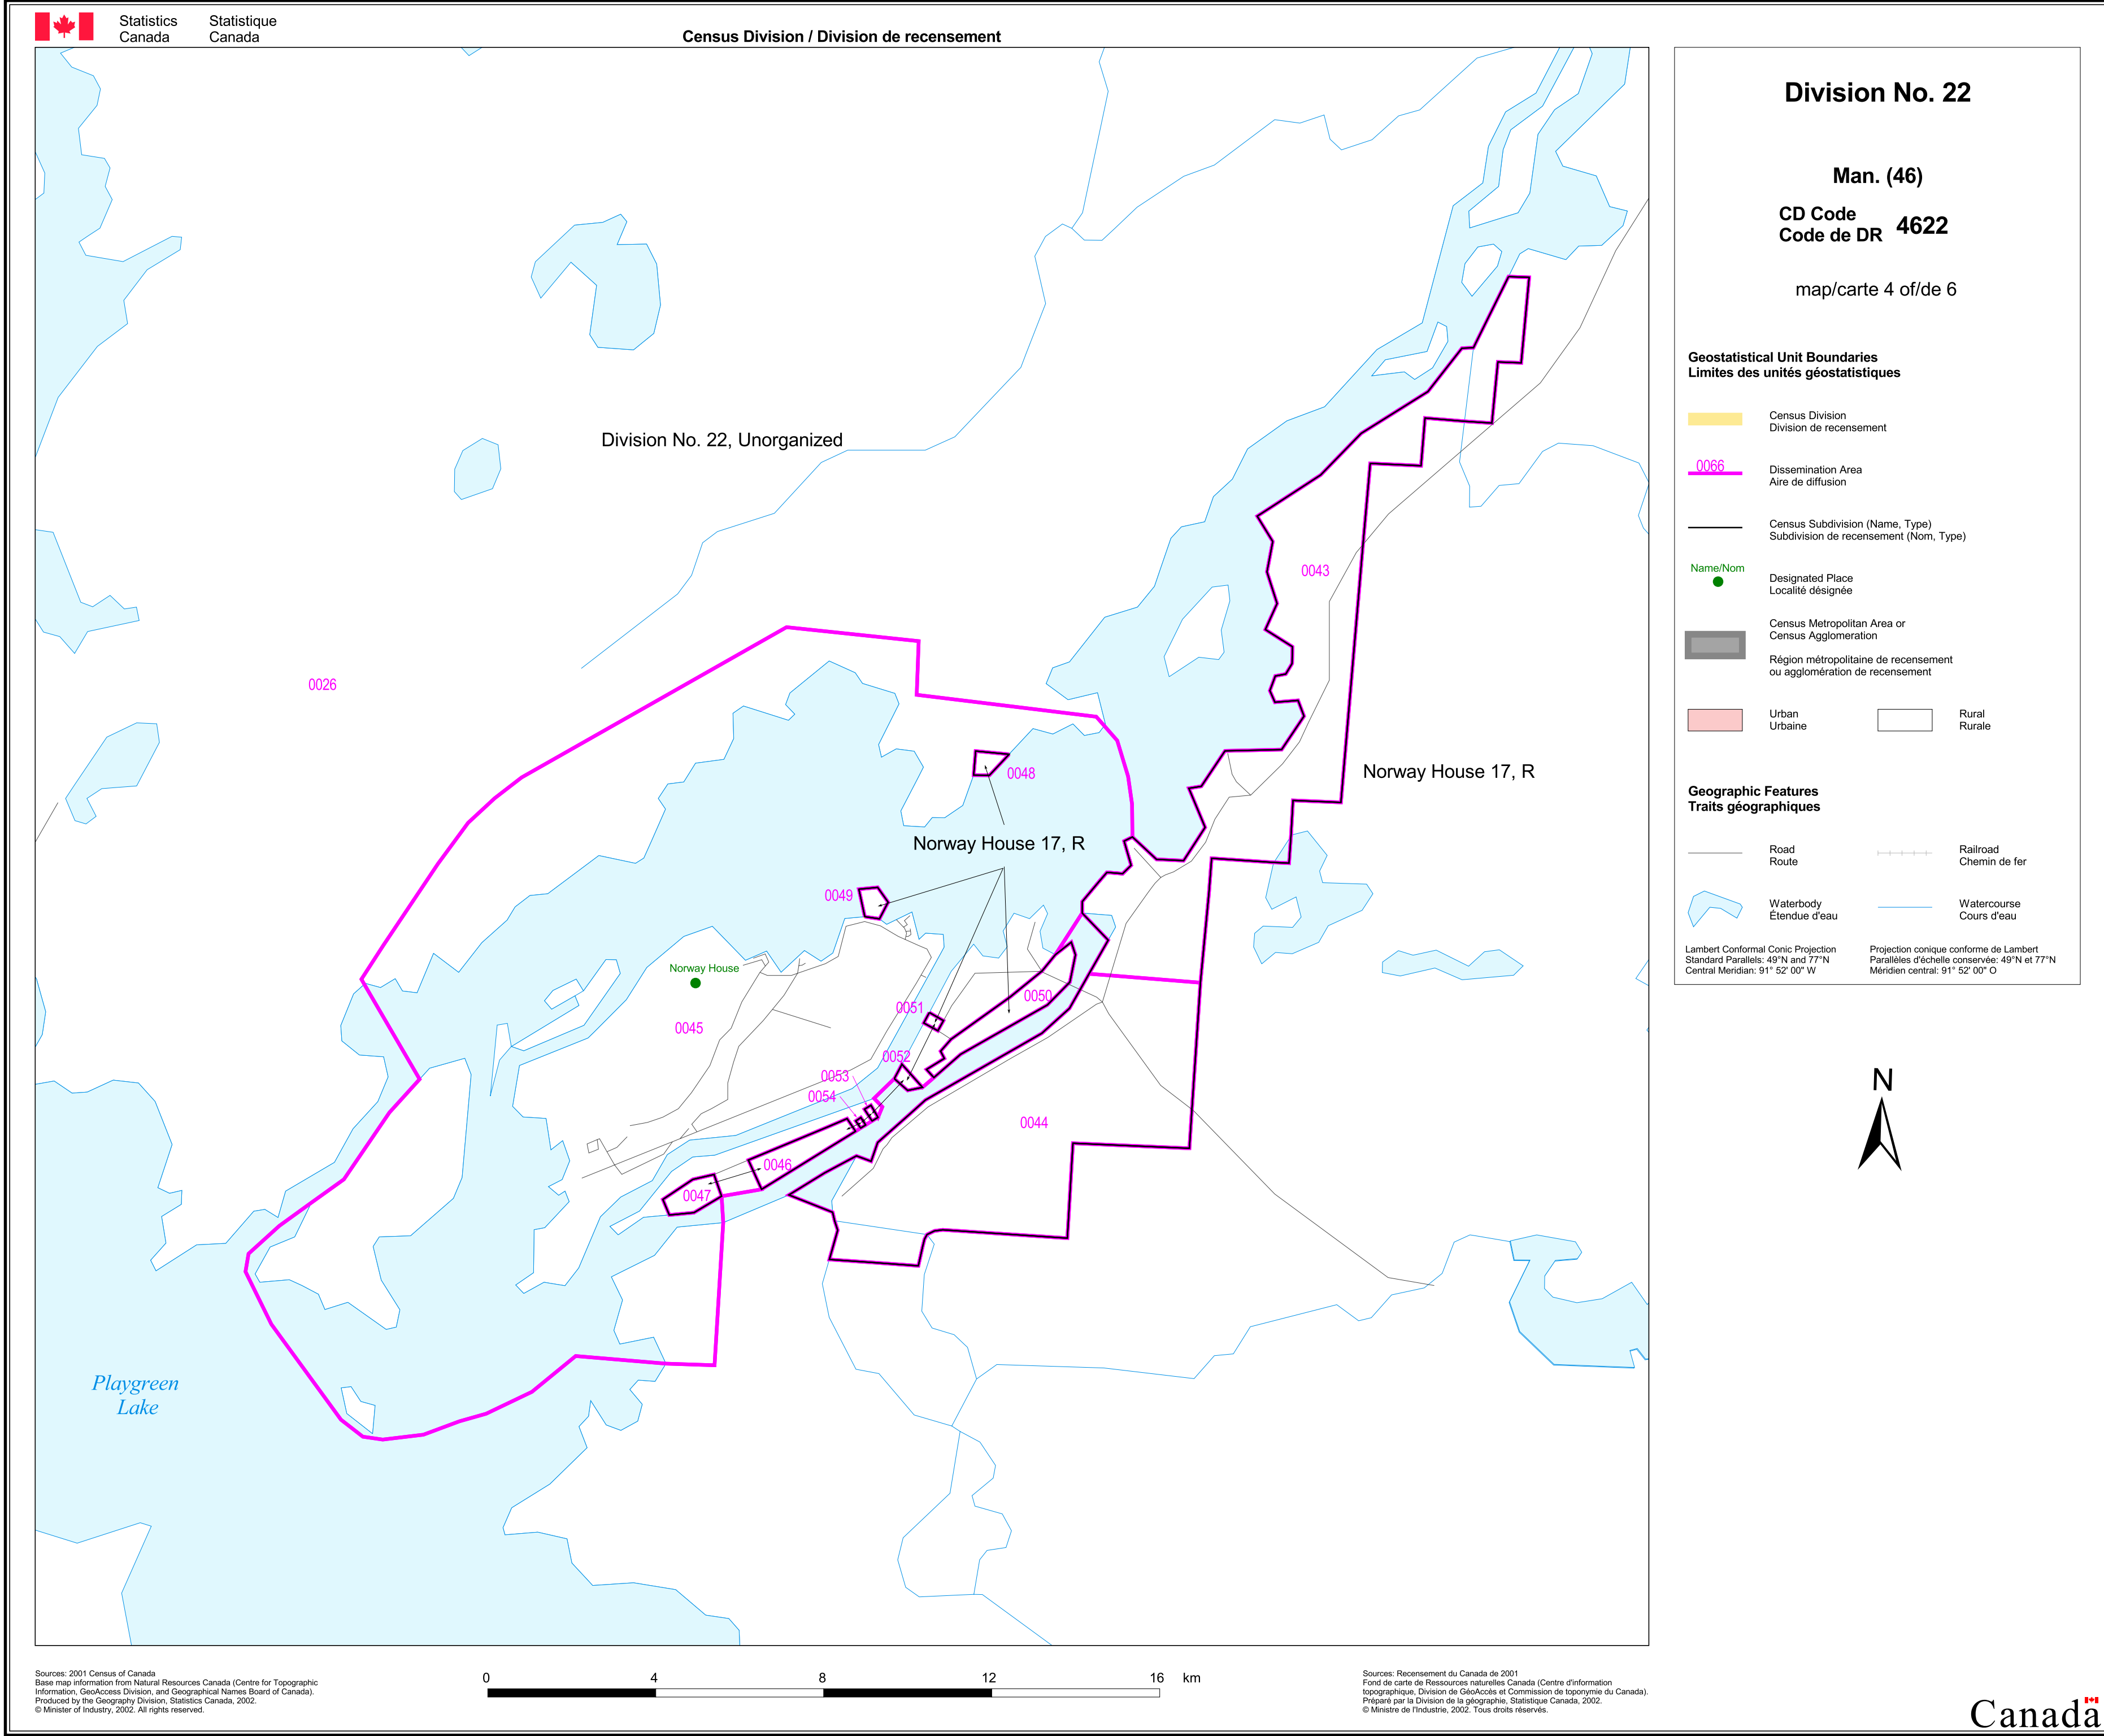 Statistics Statistique
Canada Canada
Census Division / Division de recensement
Division No. 22
Man. (46)
CD Code
Code de DR 4622
map/carte 4 of/de 6
Geostatistical Unit Boundaries
Limites des unités géostatistiques
Census Division
Division de recensement
0066
Dissemination Area
Aire de diffusion
Census Subdivision (Name, Type)
Subdivision de recensement (Nom, Type)
Name/Nom
Designated Place
Localité désignée
Census Metropolitan Area or
Census Agglomeration
Région métropolitaine de recensement
ou agglomération de recensement
Urban
Urbaine
Rural
Rurale
Geographic Features
Traits géographiques
Road
Route
Railroad
Chemin de fer
Waterbody
Étendue d'eau
Watercourse
Cours d'eau
Lambert Conformal Conic Projection
Standard Parallels: 49°N and 77°N
Central Meridian: 91° 52' 00" W
Projection conique conforme de Lambert
Parallèles d'échelle conservée: 49°N et 77°N
Méridien central: 91° 52' 00" O
N
Division No. 22, Unorganized
0043
0026
Norway House 17, R
0048
Norway House 17, R
0049
Norway House
0050
0051
0045
0052
0053
0054
0044
0046
0047
Playgreen
Lake
0 4 8 12 16 km
Sources: 2001 Census of Canada
Base map information from Natural Resources Canada (Centre for Topographic
Information, GeoAccess Division, and Geographical Names Board of Canada).
Produced by the Geography Division, Statistics Canada, 2002.
© Minister of Industry, 2002. All rights reserved.
Sources: Recensement du Canada de 2001
Fond de carte de Ressources naturelles Canada (Centre d'information
topographique, Division de GéoAccès et Commission de toponymie du Canada).
Préparé par la Division de la géographie, Statistique Canada, 2002.
© Ministre de l'Industrie, 2002. Tous droits réservés.
Canada